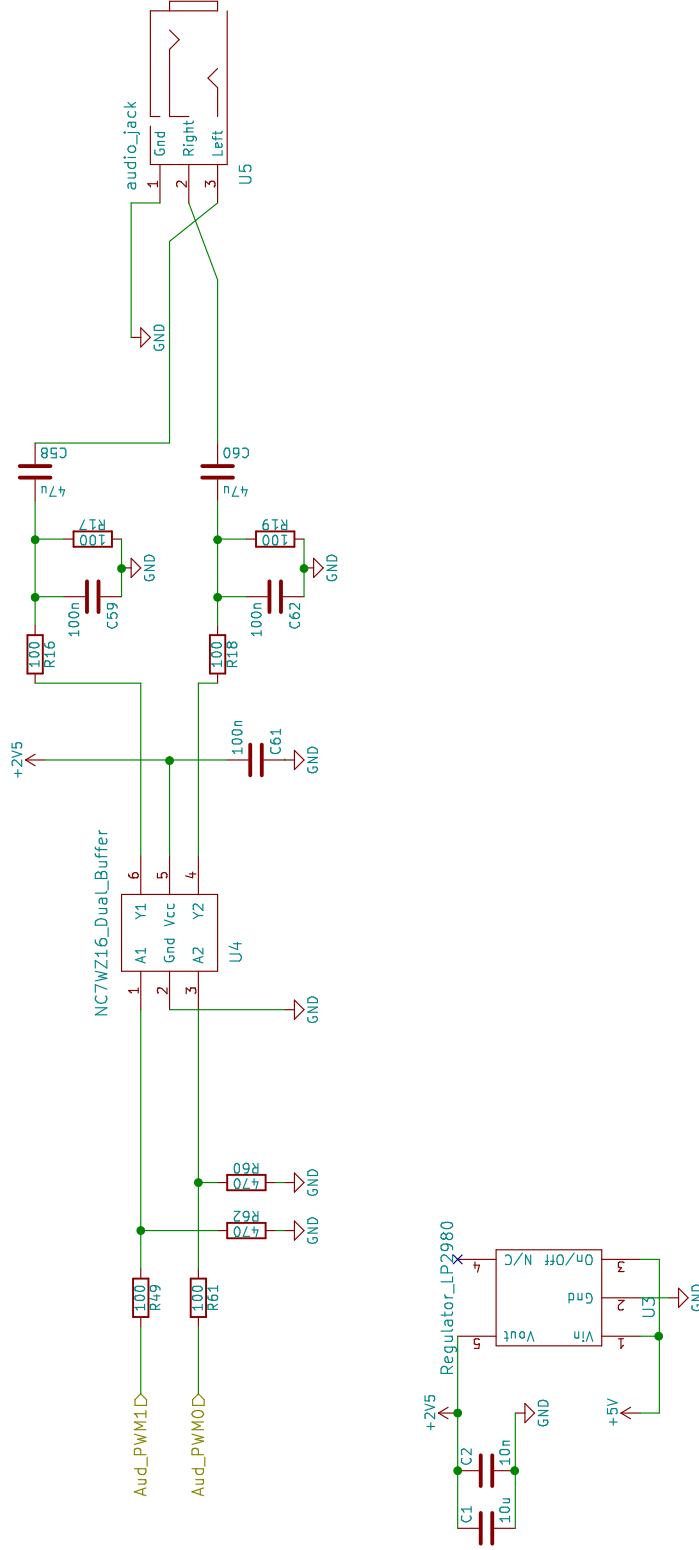 audio_jack
Gnd
Right
Left
1
2
3
U5
GND
C58
47u
C60
47u
R17
100
R19
100
GND
GND
100n
C59
100n
C62
100
R16
100
R18
+2V5
100n
C61
GND
NC7WZ16_Dual_Buffer
6
5
4
Y1
Vcc
Y2
A1
Gnd
A2
U4
1
2
3
GND
R60
470
GND
R62
470
GND
100
R49
100
R61
Aud_PWM1
Aud_PWM0
Regulator_LP2980
4
N/C
On/Off
3
Gnd
2
U3
GND
5
Vout
Vin
1
+2V5
GND
+5V
C2
10n
C1
10u